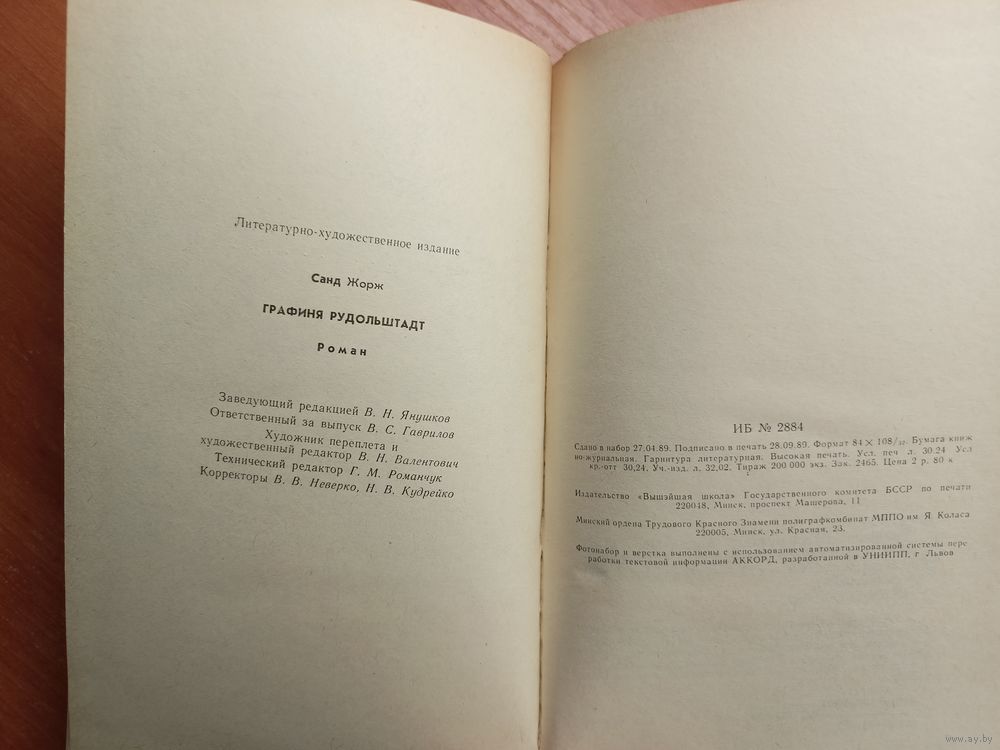 Литературно-художественное издание
Санд Жорж
ГРАФИНЯ РУДОЛЬШТАДТ
Роман
Заведующий редакцией В. Н. Янушков
Ответственный за выпуск В. С. Гаврилов
Художник переплета и
художественный редактор В. Н. Валентович
Технический редактор Г. М. Романчук
Корректоры В. В. Неверко, Н. В. Кудрейко
ИБ № 2884
Сдано в набор 27.04.89. Подписано в печать 28.09.89. Формат 84×108/32. Бумага книж
но-журнальная. Гарнитура литературная. Высокая печать. Усл. печ л. 30.24 Усл
кр.-отт 30,24. Уч.-изд. л. 32,02. Тираж 200 000 экз. Зак. 2465. Цена 2 р. 80 к
Издательство «Вышэйшая школа» Государственного комитета БССР по печати
220048, Минск, проспект Машерова, 11
Минский ордена Трудового Красного Знамени полиграфкомбинат МППО им Я. Коласа
220005, Минск, ул. Красная, 23.
Фотонабор и верстка выполнены с использованием автоматизированной системы пере
работки текстовой информации АККОРД, разработанной в УНИИПП, г Львов
www.ay.by